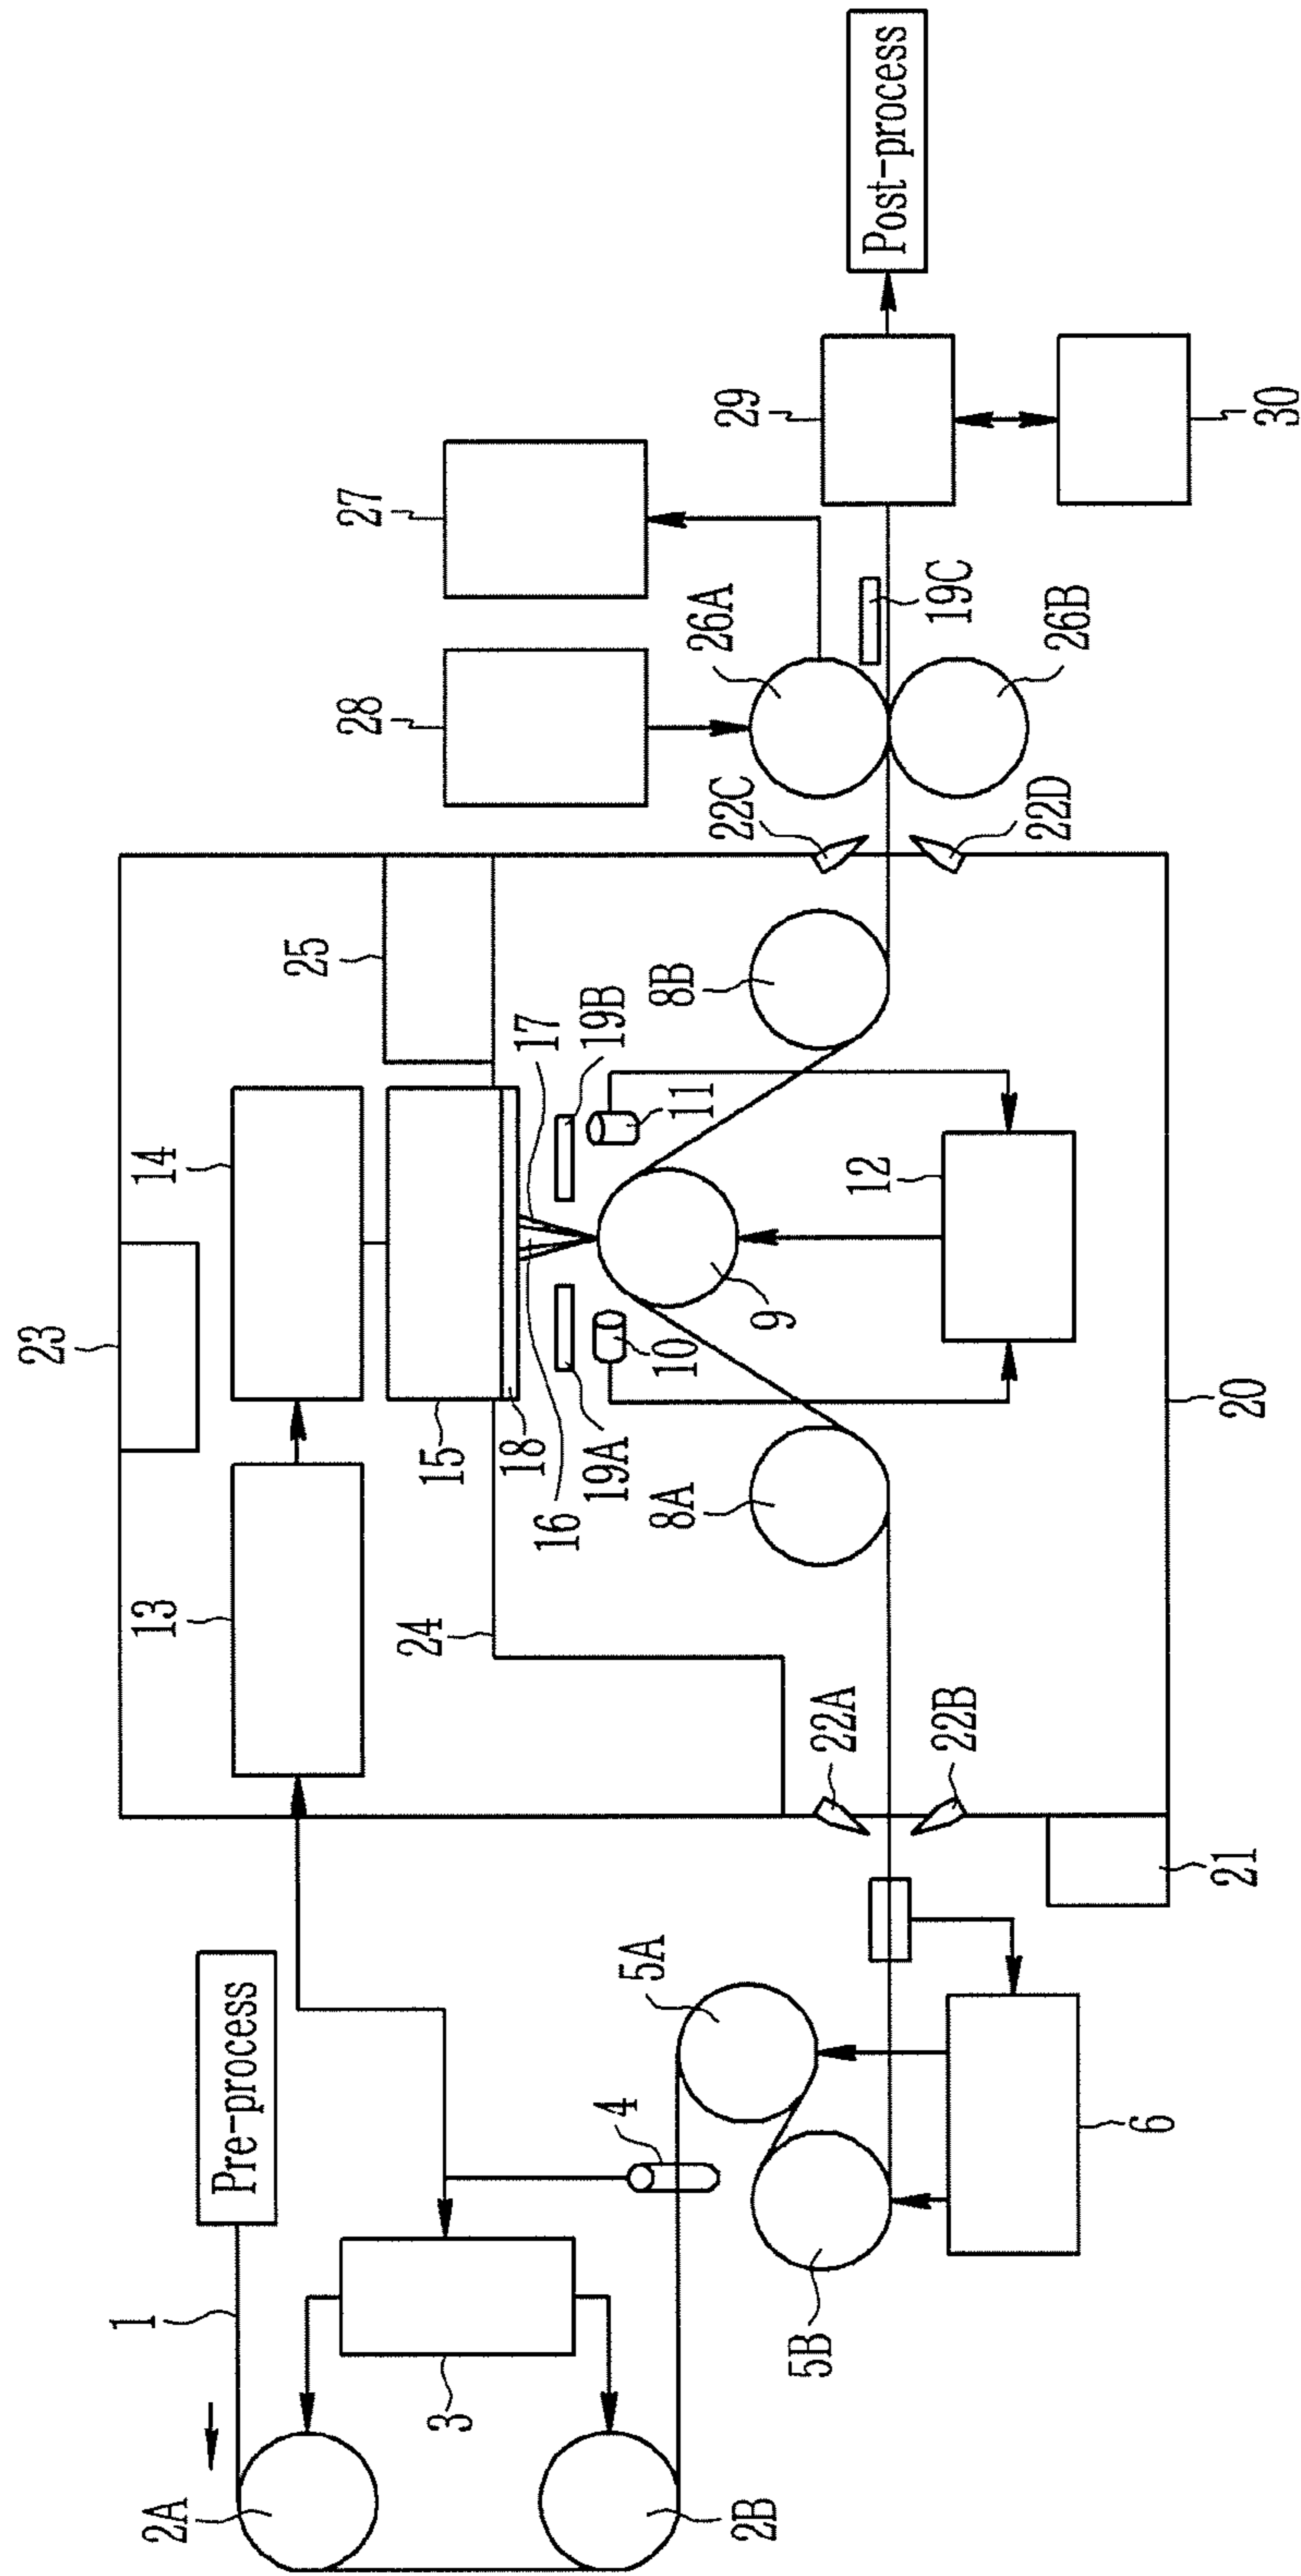 23
14
13
25
Pre-process
15
18
24
17
19B
16
19A
28
27
1
3
2A
2B
4
5A
5B
6
22A
22B
21
8A
10
9
11
12
8B
20
22C
22D
26A
26B
19C
29
30
Post-process